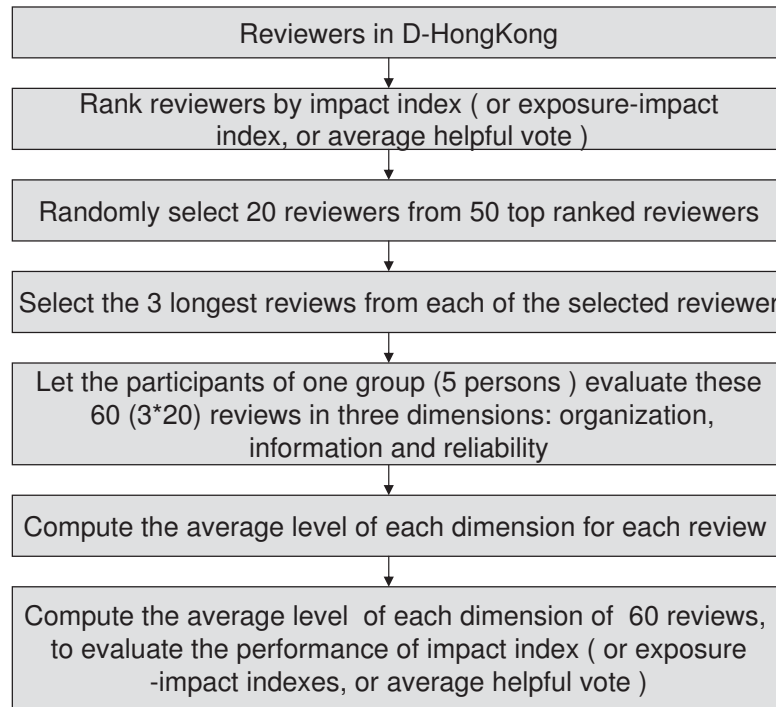 Reviewers in D-HongKong
Rank reviewers by impact index ( or exposure-impact
index, or average helpful vote )
Randomly select 20 reviewers from 50 top ranked reviewers
Select the 3 longest reviews from each of the selected reviewer
Let the participants of one group (5 persons ) evaluate these
60 (3*20) reviews in three dimensions: organization,
information and reliability
Compute the average level of each dimension for each review
Compute the average level of each dimension of 60 reviews,
to evaluate the performance of impact index ( or exposure
-impact indexes, or average helpful vote )